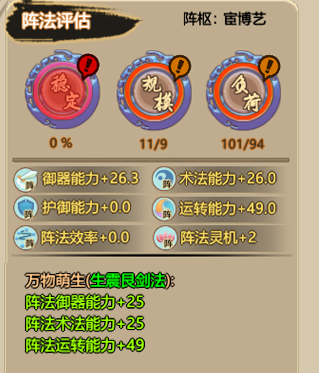 阵法评估
阵枢：宦博艺
稳定 规模 负荷
0 % 11/9 101/94
御器能力+26.3 术法能力+26.0
护御能力+0.0 运转能力+49.0
阵法效率+0.0 阵法灵机+2
万物萌生(生震艮剑法):
阵法御器能力+25
阵法术法能力+25
阵法运转能力+49